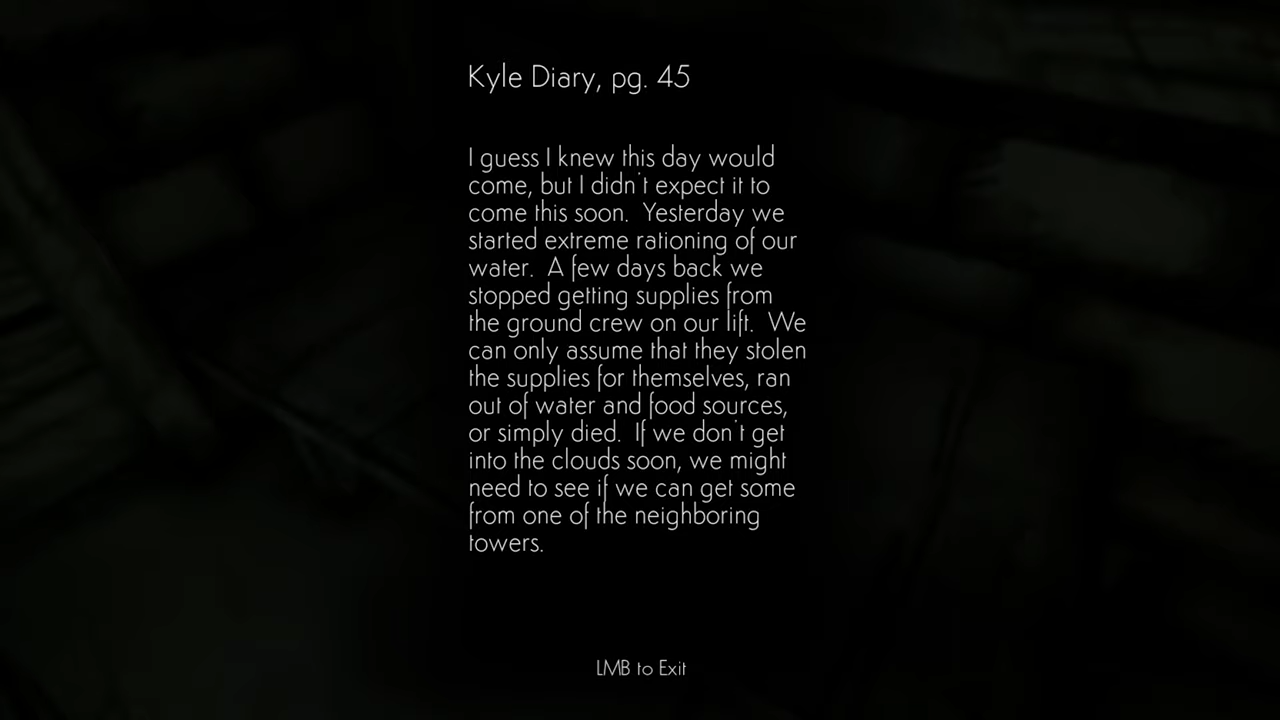 Kyle Diary, pg. 45
I guess I knew this day would
come, but I didn't expect it to
come this soon.  Yesterday we
started extreme rationing of our
water.  A few days back we
stopped getting supplies from
the ground crew on our lift.  We
can only assume that they stolen
the supplies for themselves, ran
out of water and food sources,
or simply died.  If we don't get
into the clouds soon, we might
need to see if we can get some
from one of the neighboring
towers.
LMB to Exit